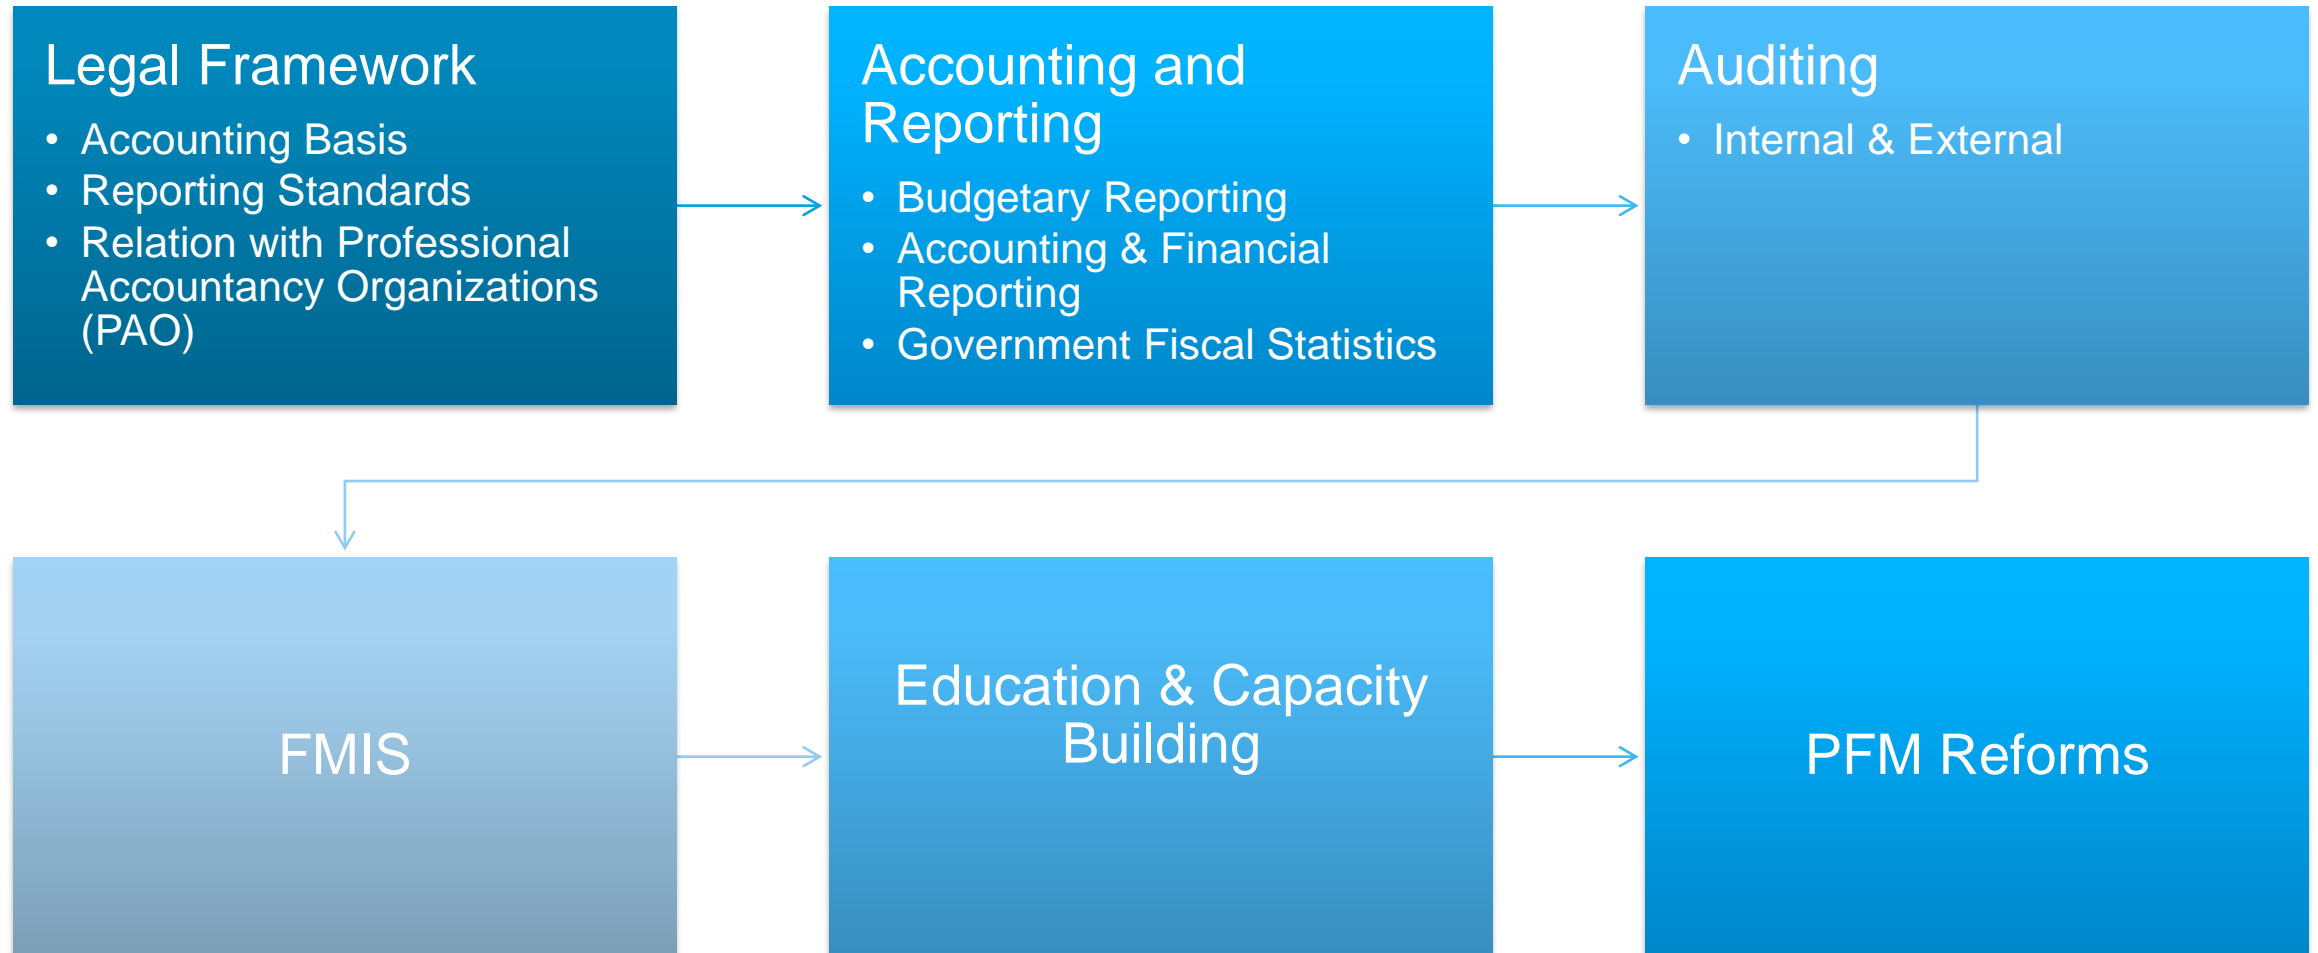 Legal Framework
• Accounting Basis
• Reporting Standards
• Relation with Professional
Accountancy Organizations
(PAO)
Accounting and
Reporting
• Budgetary Reporting
• Accounting & Financial
Reporting
• Government Fiscal Statistics
Auditing
• Internal & External
FMIS
Education & Capacity
Building
PFM Reforms